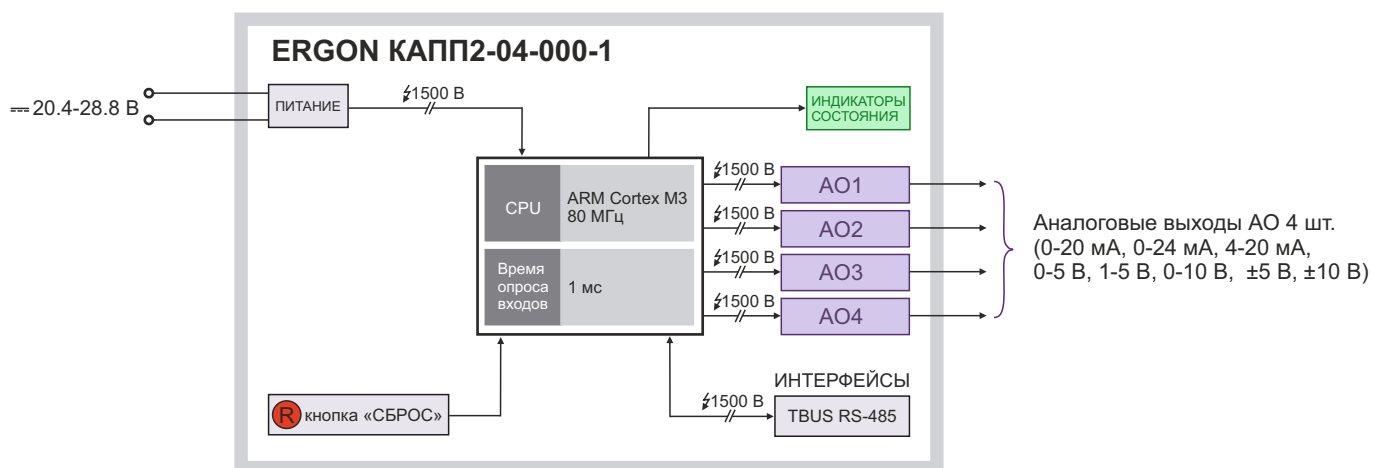 ERGON КАПП2-04-000-1
20.4-28.8 В
ПИТАНИЕ
1500 В
ИНДИКАТОРЫ
СОСТОЯНИЯ
CPU
ARM Cortex M3
80 МГц
Время
опроса
входов
1 мс
1500 В
AO1
1500 В
AO2
1500 В
AO3
1500 В
AO4
Аналоговые выходы АО 4 шт.
(0-20 мА, 0-24 мА, 4-20 мА,
0-5 В, 1-5 В, 0-10 В, ±5 В, ±10 В)
R кнопка «СБРОС»
ИНТЕРФЕЙСЫ
1500 В
TBUS RS-485